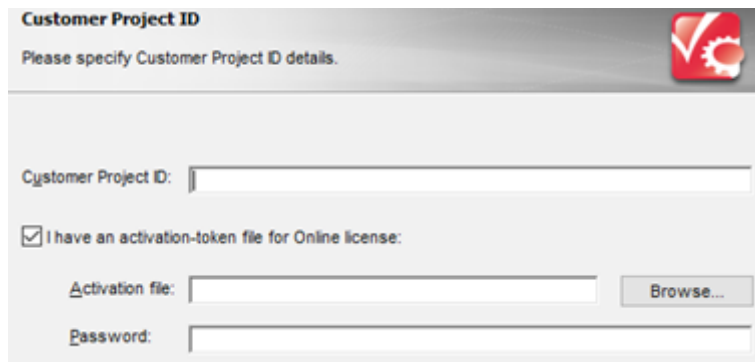 Customer Project ID
Please specify Customer Project ID details.
Customer Project ID:
I have an activation-token file for Online license:
Activation file:
Browse...
Password: